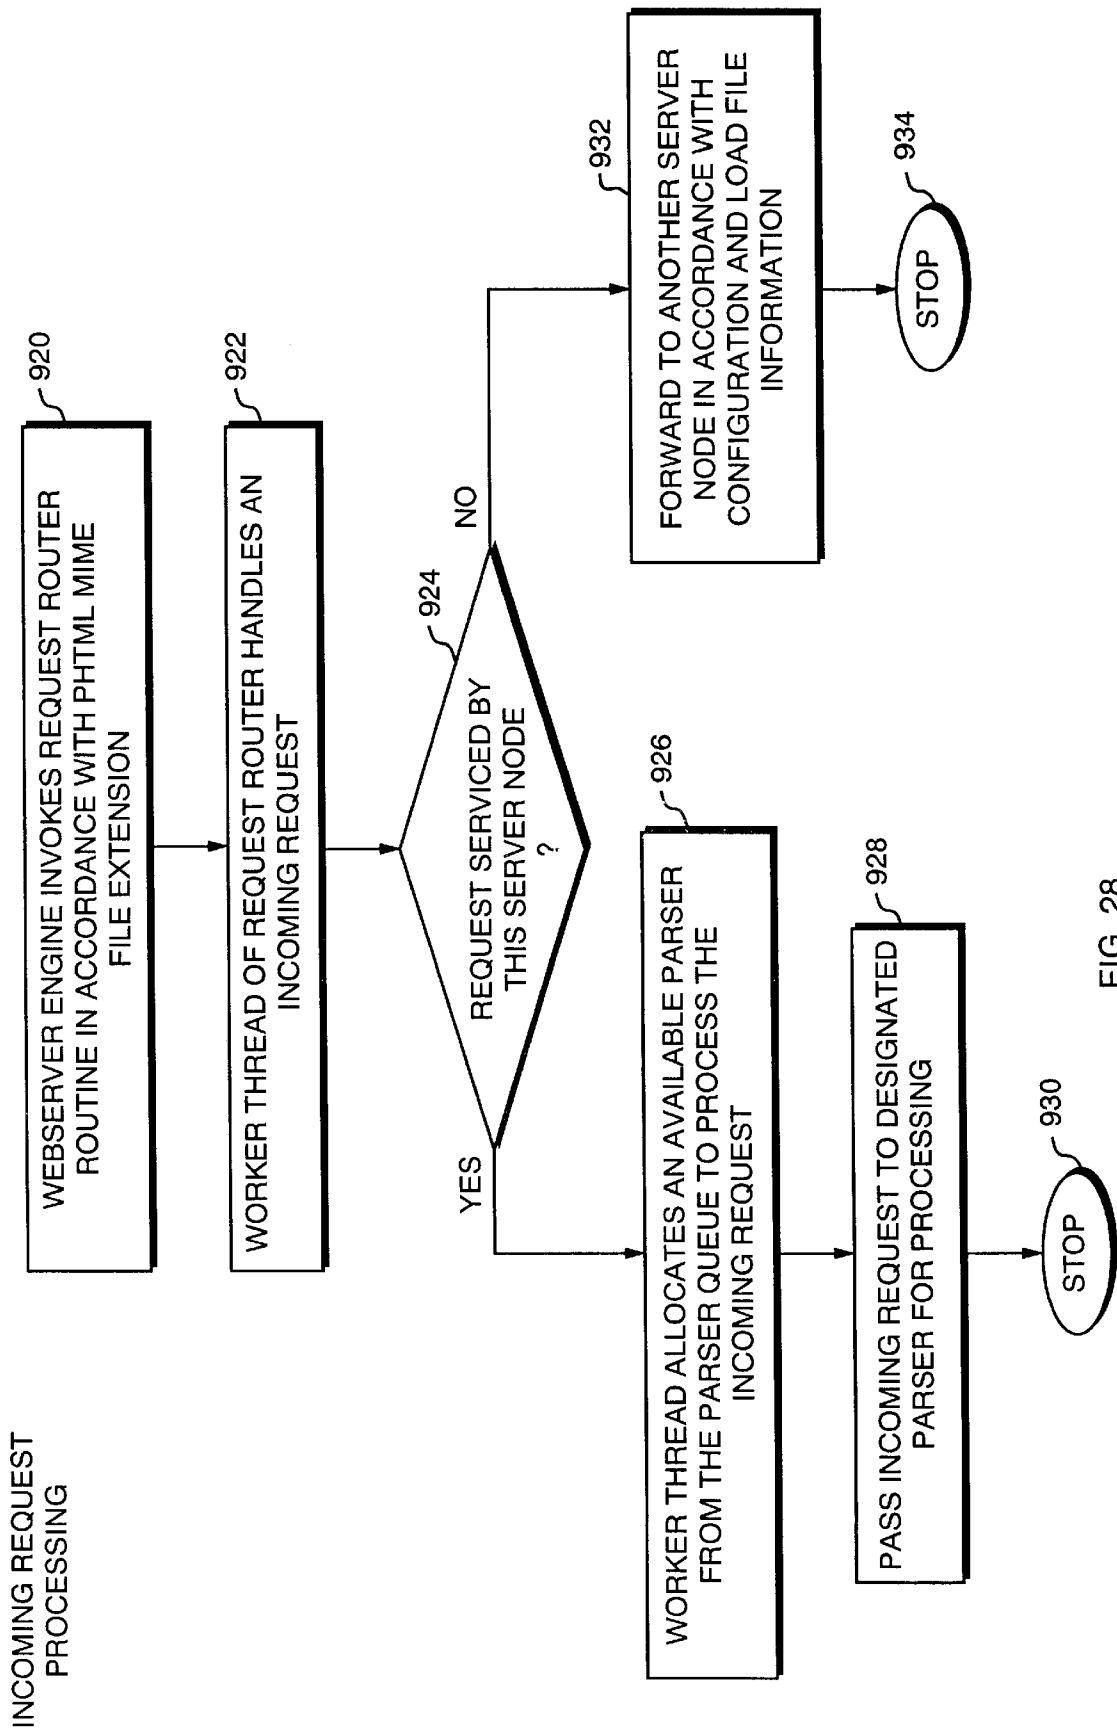 INCOMING REQUEST
PROCESSING
WEBSERVER ENGINE INVOKES REQUEST ROUTER
ROUTINE IN ACCORDANCE WITH PHTML MIME
FILE EXTENSION
920
WORKER THREAD OF REQUEST ROUTER HANDLES AN
INCOMING REQUEST
922
REQUEST SERVICED BY
THIS SERVER NODE
?
924
YES
NO
WORKER THREAD ALLOCATES AN AVAILABLE PARSER
FROM THE PARSER QUEUE TO PROCESS THE
INCOMING REQUEST
926
PASS INCOMING REQUEST TO DESIGNATED
PARSER FOR PROCESSING
928
STOP
930
FORWARD TO ANOTHER SERVER
NODE IN ACCORDANCE WITH
CONFIGURATION AND LOAD FILE
INFORMATION
932
STOP
934
FIG. 28